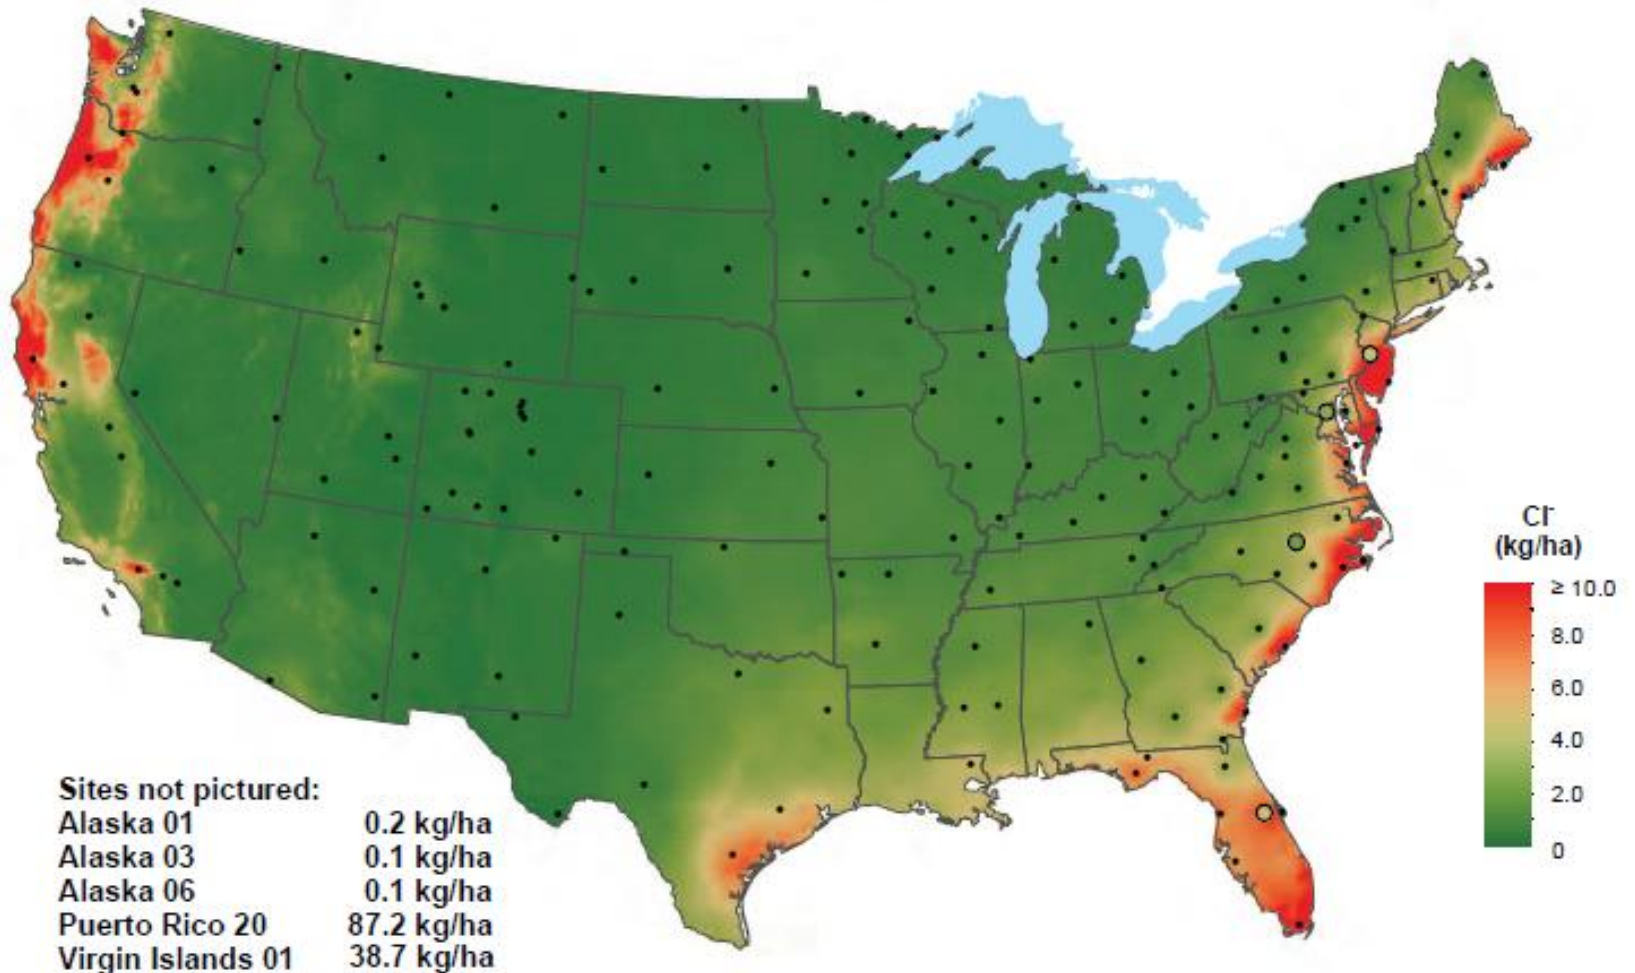 Cl-
(kg/ha)
≥ 10.0
8.0
6.0
4.0
2.0
0
Sites not pictured:
Alaska 01 0.2 kg/ha
Alaska 03 0.1 kg/ha
Alaska 06 0.1 kg/ha
Puerto Rico 20 87.2 kg/ha
Virgin Islands 01 38.7 kg/ha